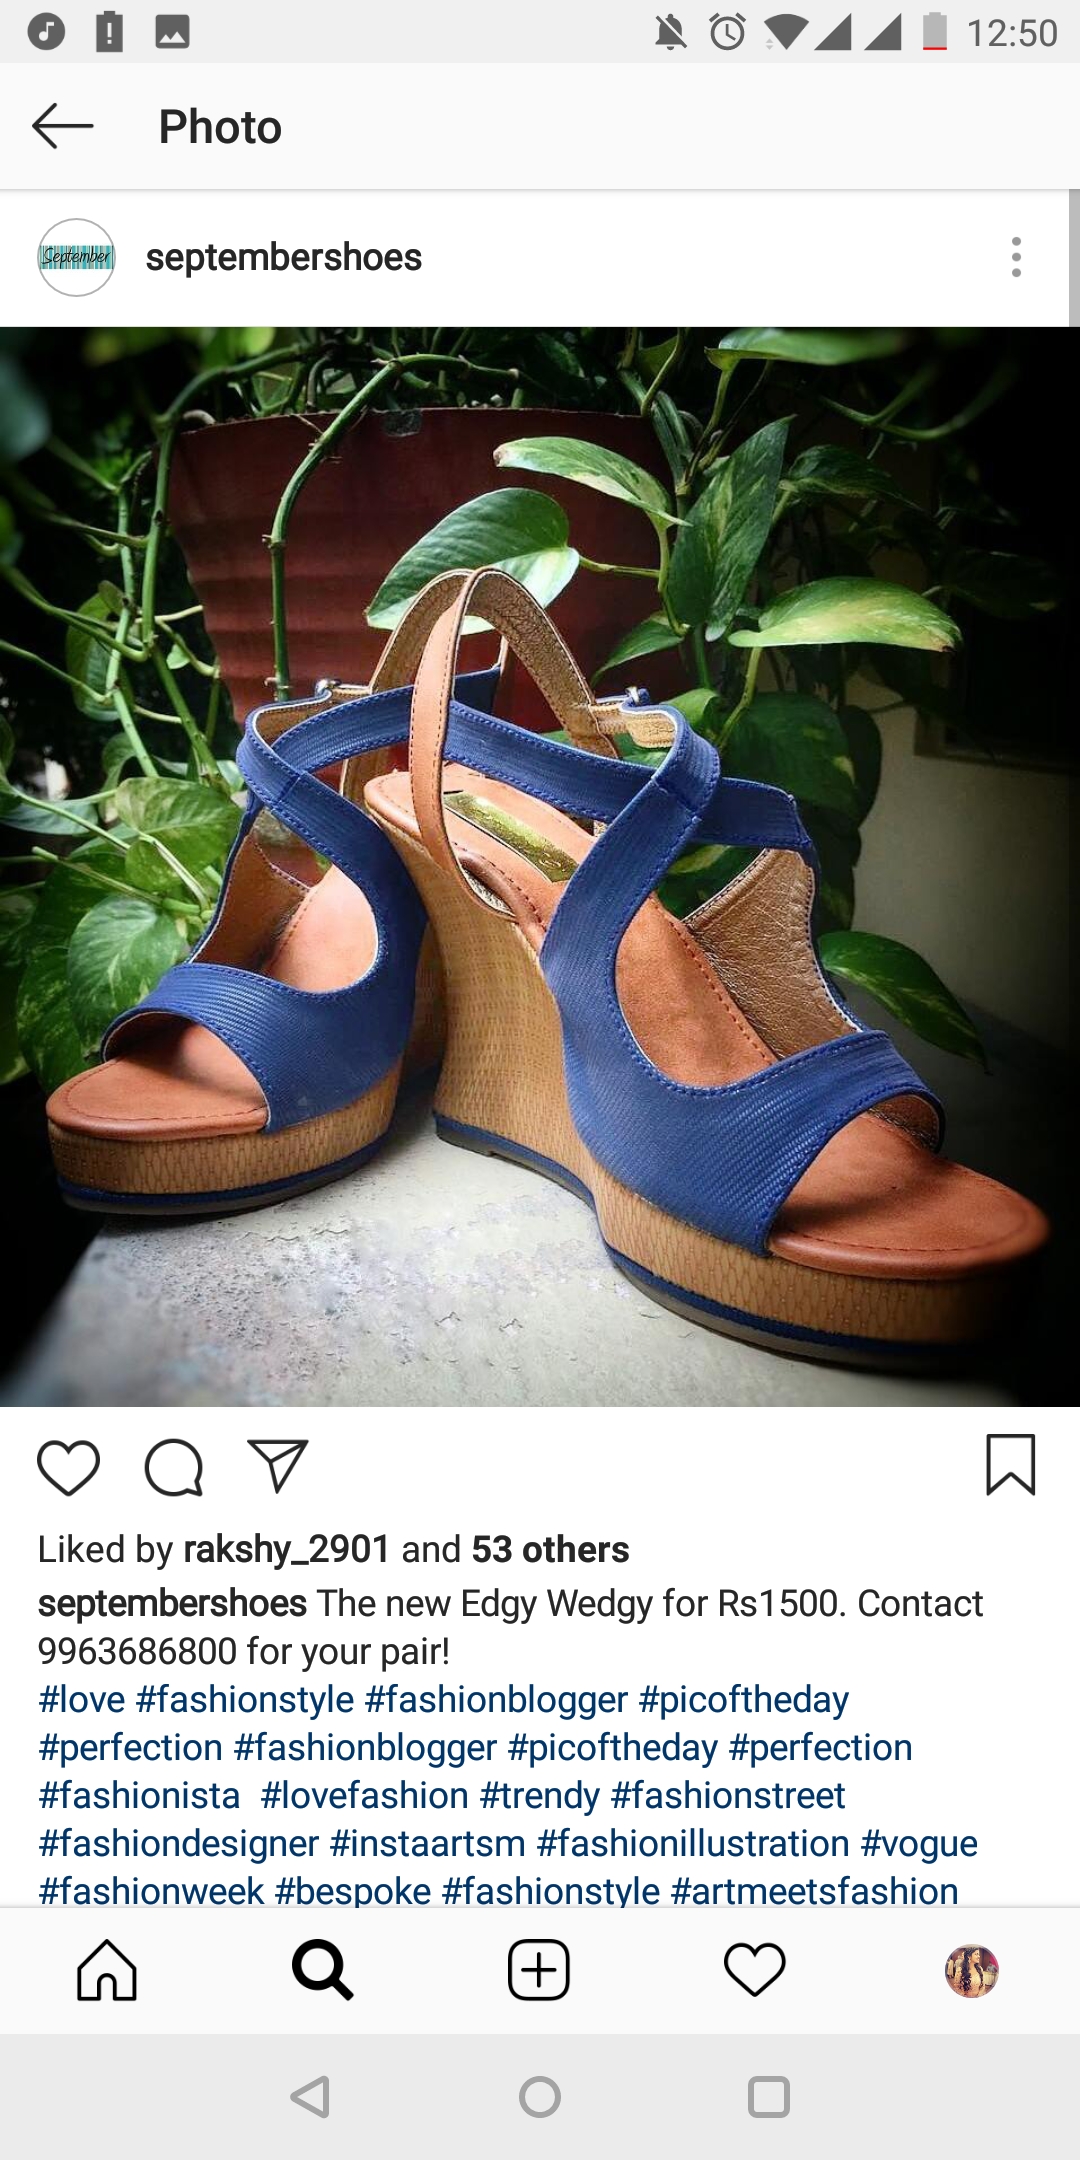 12:50
Photo
September
septembershoes
Liked by rakshy_2901 and 53 others
septembershoes The new Edgy Wedgy for Rs1500. Contact
9963686800 for your pair!
#love #fashionstyle #fashionblogger #picoftheday
#perfection #fashionblogger #picoftheday #perfection
#fashionista  #lovefashion #trendy #fashionstreet
#fashiondesigner #instaartsm #fashionillustration #vogue
#fashionweek #bespoke #fashionstyle #artmeetsfashion